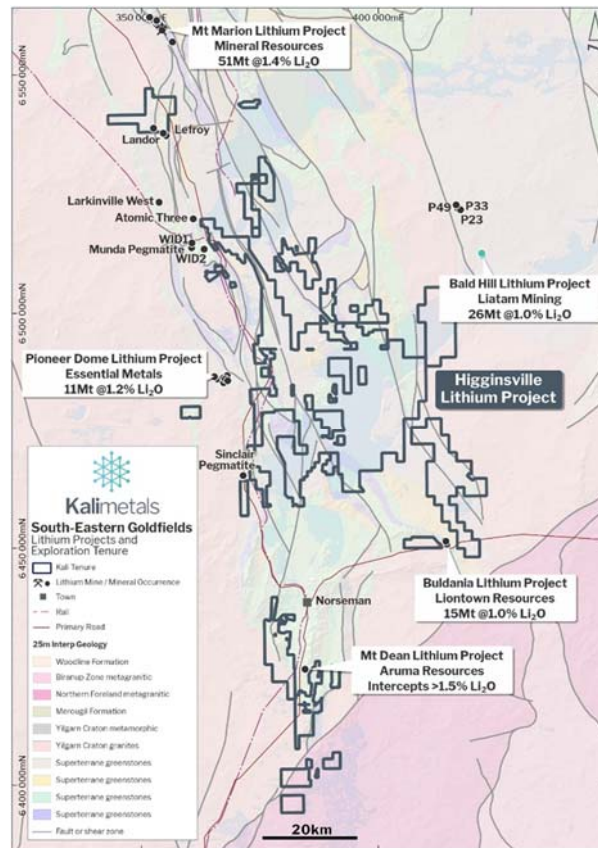 350 000mE
400 000mE
6 550 000mN
6 500 000mN
6 450 000mN
6 400 000mN
Mt Marion Lithium Project
Mineral Resources
51Mt @1.4% Li₂O
Landor
Lefroy
Larkinville West
Atomic Three
WID1
Munda Pegmatite
WID2
P49
P33
P23
Bald Hill Lithium Project
Liatam Mining
26Mt @1.0% Li₂O
Pioneer Dome Lithium Project
Essential Metals
11Mt @1.2% Li₂O
Higginsville
Lithium Project
Sinclair
Pegmatite
Buldania Lithium Project
Liontown Resources
15Mt @1.0% Li₂O
Norseman
Mt Dean Lithium Project
Aruma Resources
Intercepts >1.5% Li₂O
Kalimetals
South-Eastern Goldfields
Lithium Projects and
Exploration Tenure
Kali Tenure
Lithium Mine / Mineral Occurrence
Town
Rail
Primary Road
25m Interp Geology
Woodline Formation
Biranup Zone metagranitic
Northern Foreland metagranitic
Merougil Formation
Yilgarn Craton metamorphic
Yilgarn Craton granites
Superterrane greenstones
Superterrane greenstones
Superterrane greenstones
Superterrane greenstones
Fault or shear zone
20km